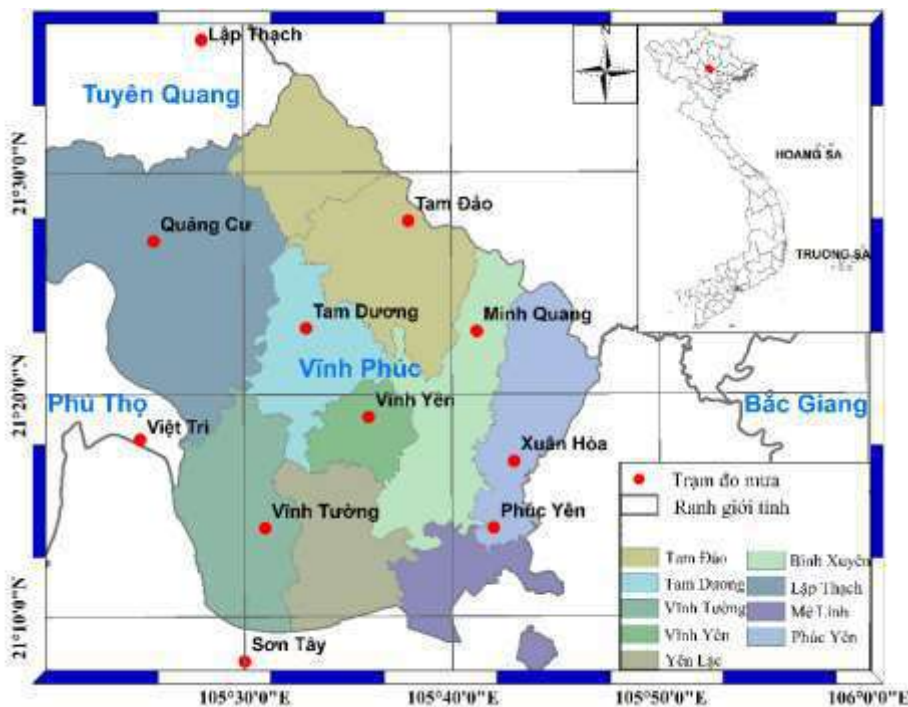 Lập Thạch
Tuyên Quang
HOANG SA
21°30'0"N
Tam Đảo
Quảng Cư
TRUONG SA
Tam Dương
Minh Quang
Vĩnh Phúc
21°20'0"N
Phú Thọ
Vĩnh Yên
Bắc Giang
Việt Trì
Xuân Hòa
Trạm đo mưa
Ranh giới tỉnh
Vĩnh Tường
Phúc Yên
Tam Đảo
Bình Xuyên
Tam Dương
Lập Thạch
Vĩnh Tường
Mê Linh
Vĩnh Yên
Phúc Yên
Yên Lạc
21°10'0"N
Sơn Tây
105°30'0"E
105°40'0"E
105°50'0"E
106°0'0"E